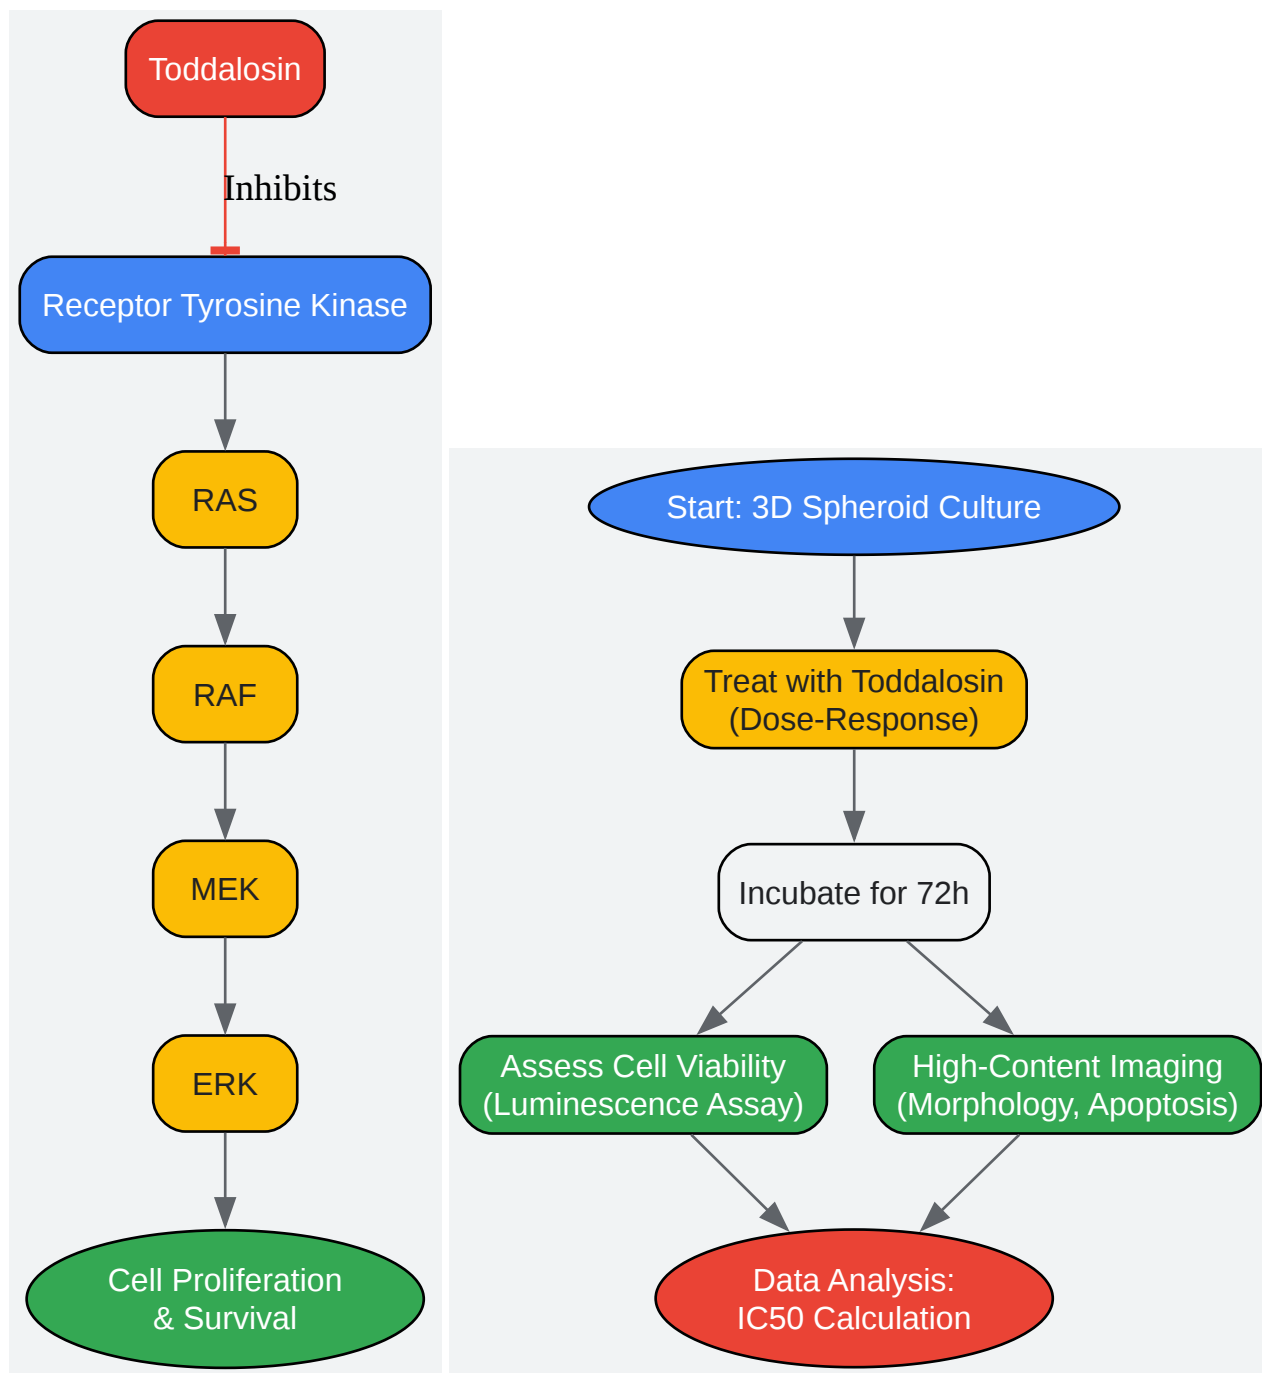 Toddalosin
Inhibits
Receptor Tyrosine Kinase
RAS
RAF
MEK
ERK
Cell Proliferation
& Survival
Start: 3D Spheroid Culture
Treat with Toddalosin
(Dose-Response)
Incubate for 72h
Assess Cell Viability
(Luminescence Assay)
High-Content Imaging
(Morphology, Apoptosis)
Data Analysis:
IC50 Calculation